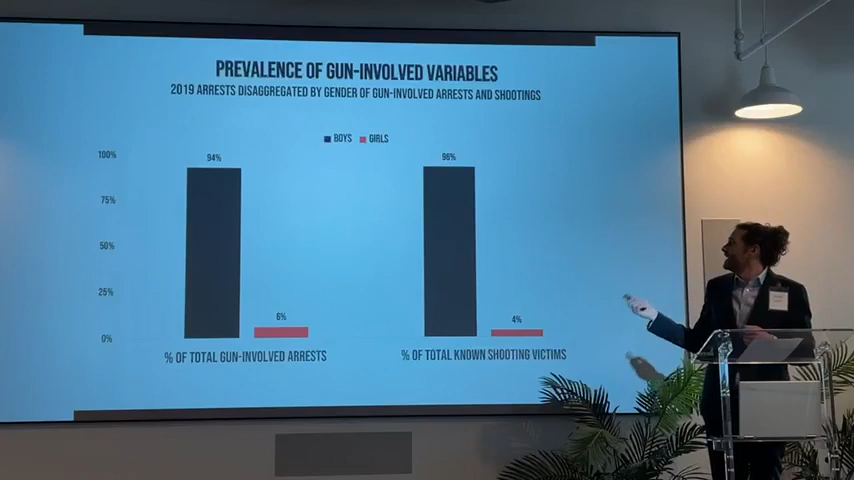 PREVALENCE OF GUN-INVOLVED VARIABLES
2019 ARRESTS DISAGGREGATED BY GENDER OF GUN-INVOLVED ARRESTS AND SHOOTINGS
BOYS GIRLS
100%
75%
50%
25%
0%
94%
6%
96%
4%
% OF TOTAL GUN-INVOLVED ARRESTS
% OF TOTAL KNOWN SHOOTING VICTIMS